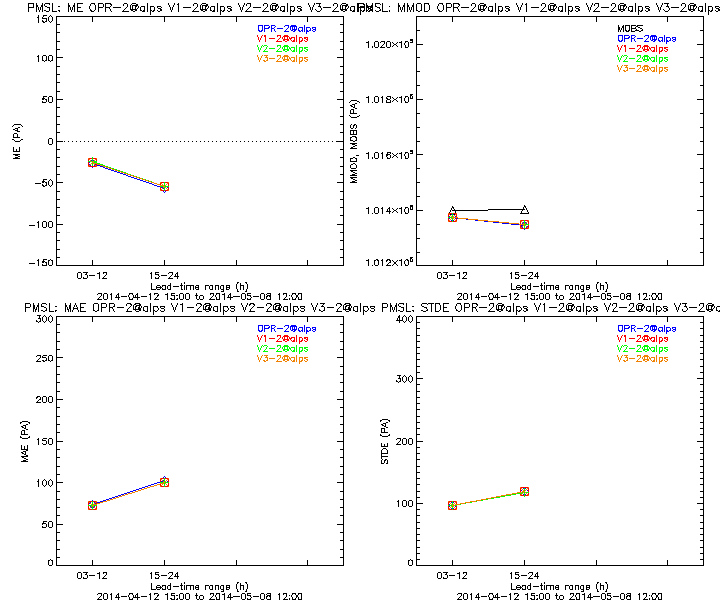 PMSL: ME OPR-2@alps V1-2@alps V2-2@alps V3-2@alps
150
100
50
0
-50
-100
-150
ME (PA)
OPR-2@alps
V1-2@alps
V2-2@alps
V3-2@alps
03-12 15-24
Lead-time range (h)
2014-04-12 15:00 to 2014-05-08 12:00
PMSL: MMOD OPR-2@alps V1-2@alps V2-2@alps V3-2@alps
1.020×10⁵
1.018×10⁵
1.016×10⁵
1.014×10⁵
1.012×10⁵
MMOD, MOBS (PA)
MOBS
OPR-2@alps
V1-2@alps
V2-2@alps
V3-2@alps
03-12 15-24
Lead-time range (h)
2014-04-12 15:00 to 2014-05-08 12:00
PMSL: MAE OPR-2@alps V1-2@alps V2-2@alps V3-2@alps
300
250
200
150
100
50
0
MAE (PA)
OPR-2@alps
V1-2@alps
V2-2@alps
V3-2@alps
03-12 15-24
Lead-time range (h)
2014-04-12 15:00 to 2014-05-08 12:00
PMSL: STDE OPR-2@alps V1-2@alps V2-2@alps V3-2@a
400
300
200
100
0
STDE (PA)
OPR-2@alps
V1-2@alps
V2-2@alps
V3-2@alps
03-12 15-24
Lead-time range (h)
2014-04-12 15:00 to 2014-05-08 12:00